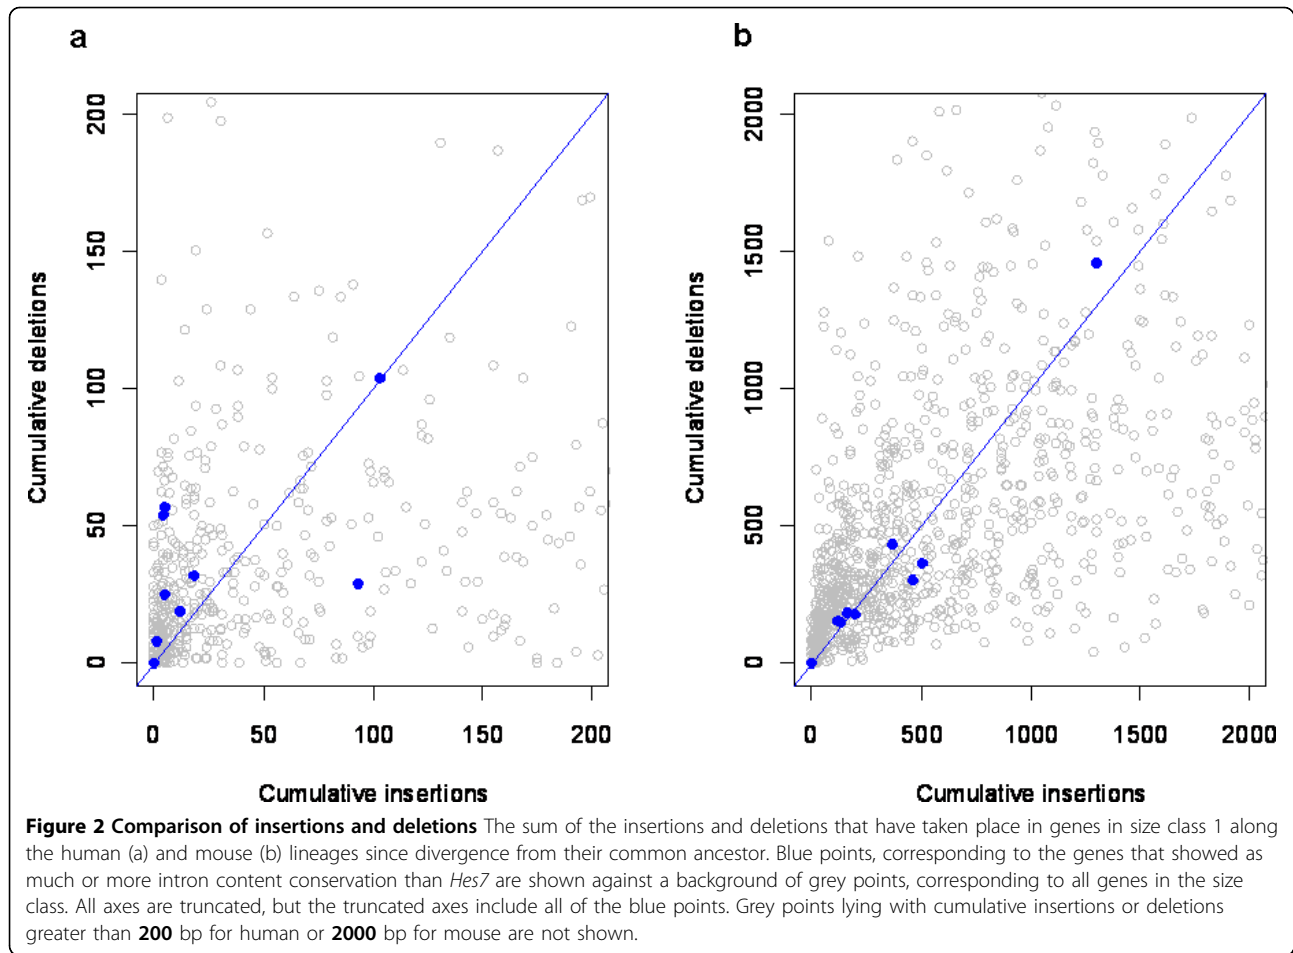 a
b
200
150
100
50
0
Cumulative deletions
0 50 100 150 200
Cumulative insertions
2000
1500
1000
500
0
Cumulative deletions
0 500 1000 1500 2000
Cumulative insertions
Figure 2 Comparison of insertions and deletions The sum of the insertions and deletions that have taken place in genes in size class 1 along
the human (a) and mouse (b) lineages since divergence from their common ancestor. Blue points, corresponding to the genes that showed as
much or more intron content conservation than Hes7 are shown against a background of grey points, corresponding to all genes in the size
class. All axes are truncated, but the truncated axes include all of the blue points. Grey points lying with cumulative insertions or deletions
greater than 200 bp for human or 2000 bp for mouse are not shown.